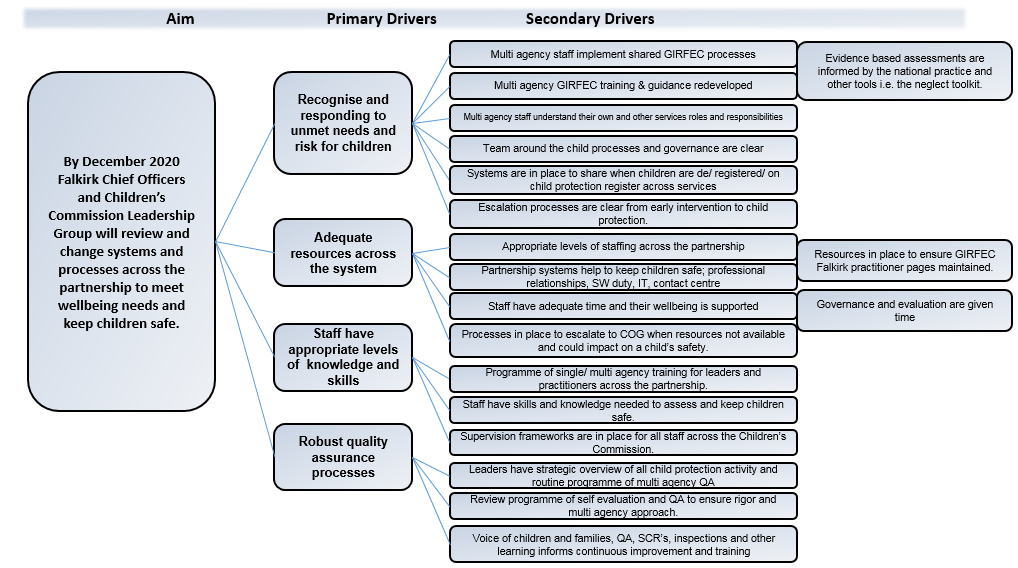 Aim Primary Drivers Secondary Drivers
By December 2020
Falkirk Chief Officers
and Children's
Commission Leadership
Group will review and
change systems and
processes across the
partnership to meet
wellbeing needs and
keep children safe.
Recognise and
responding to
unmet needs and
risk for children
Multi agency staff implement shared GIRFEC processes
Multi agency GIRFEC training & guidance redeveloped
Multi agency staff understand their own and other services roles and responsibilities
Team around the child processes and governance are clear
Systems are in place to share when children are de/ registered/ on
child protection register across services
Escalation processes are clear from early intervention to child
protection.
Evidence based assessments are
informed by the national practice and
other tools i.e. the neglect toolkit.
Adequate
resources across
the system
Appropriate levels of staffing across the partnership
Partnership systems help to keep children safe; professional
relationships, SW duty, IT, contact centre
Staff have adequate time and their wellbeing is supported
Processes in place to escalate to COG when resources not available
and could impact on a child's safety.
Resources in place to ensure GIRFEC
Falkirk practitioner pages maintained.
Governance and evaluation are given
time
Staff have
appropriate levels
of knowledge and
skills
Programme of single/ multi agency training for leaders and
practitioners across the partnership.
Staff have skills and knowledge needed to assess and keep children
safe.
Supervision frameworks are in place for all staff across the Children's
Commission.
Robust quality
assurance
processes
Leaders have strategic overview of all child protection activity and
routine programme of multi agency QA
Review programme of self evaluation and QA to ensure rigor and
multi agency approach.
Voice of children and families, QA, SCR's, inspections and other
learning informs continuous improvement and training